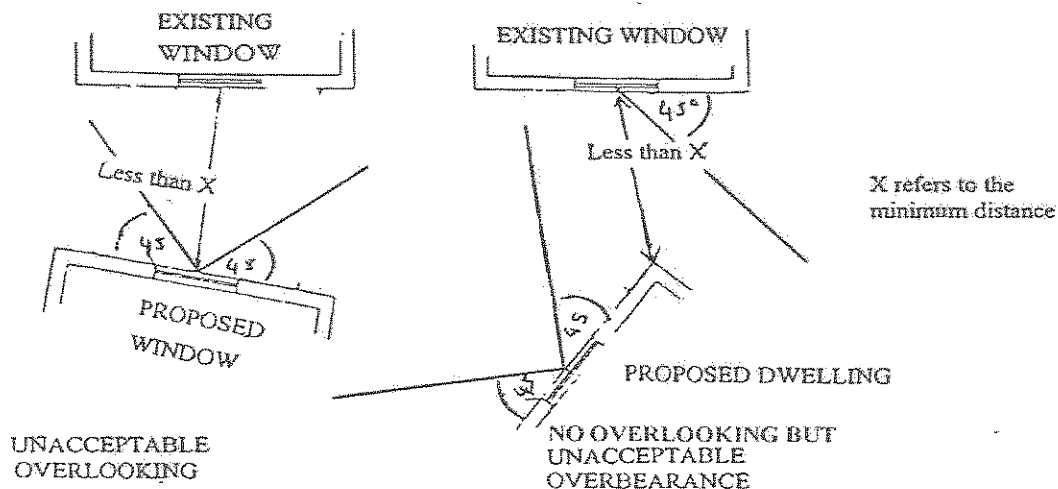 EXISTING
WINDOW
Less than X
45
45
PROPOSED
WINDOW
UNACCEPTABLE
OVERLOOKING
EXISTING WINDOW
45°
Less than X
45
45
PROPOSED DWELLING
NO OVERLOOKING BUT
UNACCEPTABLE
OVERBEARANCE
X refers to the
minimum distance